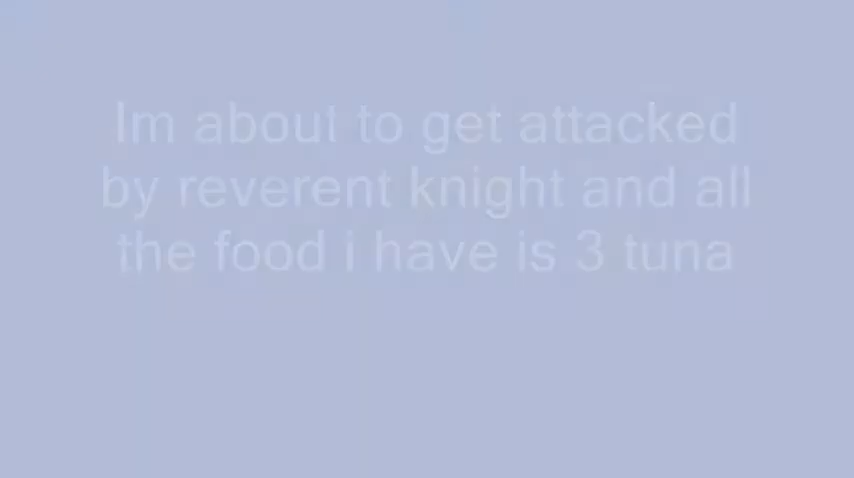 Im about to get attacked
by reverent knight and all
the food i have is 3 tuna